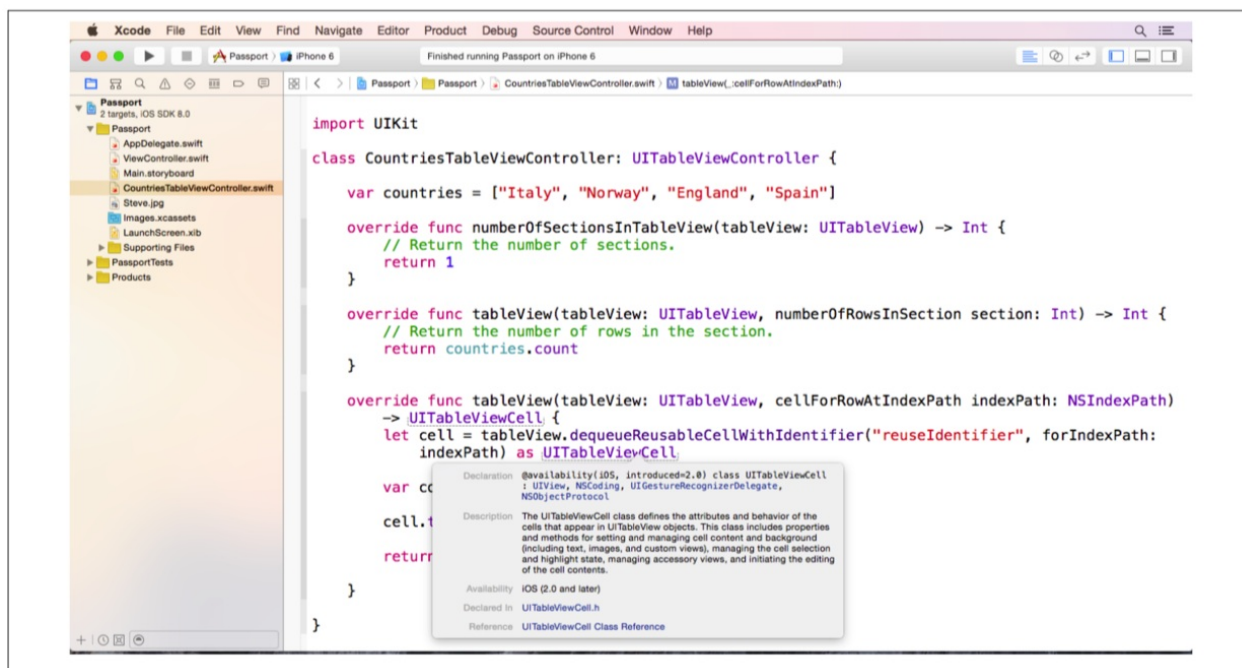 Xcode File Edit View Find Navigate Editor Product Debug Source Control Window Help
Passport iPhone 6 Finished running Passport on iPhone 6
Passport Passport CountriesTableViewController.swift M tableView(_:cellForRowAtIndexPath:)
Passport
2 targets, iOS SDK 8.0
Passport
AppDelegate.swift
ViewController.swift
Main.storyboard
CountriesTableViewController.swift
Steve.jpg
Images.xcassets
LaunchScreen.xib
Supporting Files
PassportTests
Products
import UIKit
class CountriesTableViewController: UITableViewController {
var countries = ["Italy", "Norway", "England", "Spain"]
override func numberOfSectionsInTableView(tableView: UITableView) -> Int {
// Return the number of sections.
return 1
}
override func tableView(tableView: UITableView, numberOfRowsInSection section: Int) -> Int {
// Return the number of rows in the section.
return countries.count
}
override func tableView(tableView: UITableView, cellForRowAtIndexPath indexPath: NSIndexPath)
-> UITableViewCell {
let cell = tableView.dequeueReusableCellWithIdentifier("reuseIdentifier", forIndexPath:
indexPath) as UITableViewCell
var
cell.
return
}
}
Declaration @availability(iOS, introduced=2.0) class UITableViewCell
: UIView, NSCoding, UIGestureRecognizerDelegate,
NSObjectProtocol
Description The UITableViewCell class defines the attributes and behavior of the
cells that appear in UITableView objects. This class includes properties
and methods for setting and managing cell content and background
(including text, images, and custom views), managing the cell selection
and highlight state, managing accessory views, and initiating the editing
of the cell contents.
Availability iOS (2.0 and later)
Declared In UITableViewCell.h
Reference UITableViewCell Class Reference